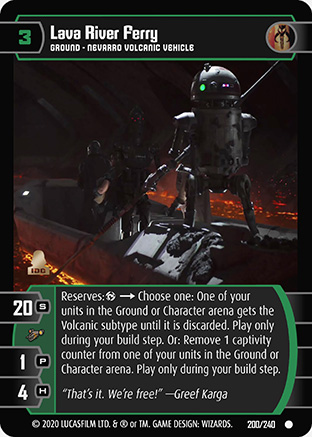 3
Lava River Ferry
GROUND - NEVARRO VOLCANIC VEHICLE
IDC
20 S
1 P
4 H
Reserves: → Choose one: One of your
units in the Ground or Character arena gets the
Volcanic subtype until it is discarded. Play only
during your build step. Or: Remove 1 captivity
counter from one of your units in the Ground or
Character arena. Play only during your build step.
“That’s it. We’re free!” —Greef Karga
© 2020 LUCASFILM LTD. & ® or TM. GAME DESIGN: WIZARDS.
200/240